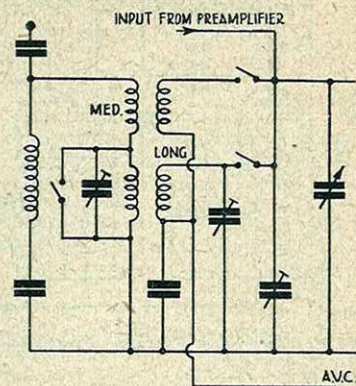 INPUT FROM PREAMPLIFIER
MED.
LONG
A.V.C.